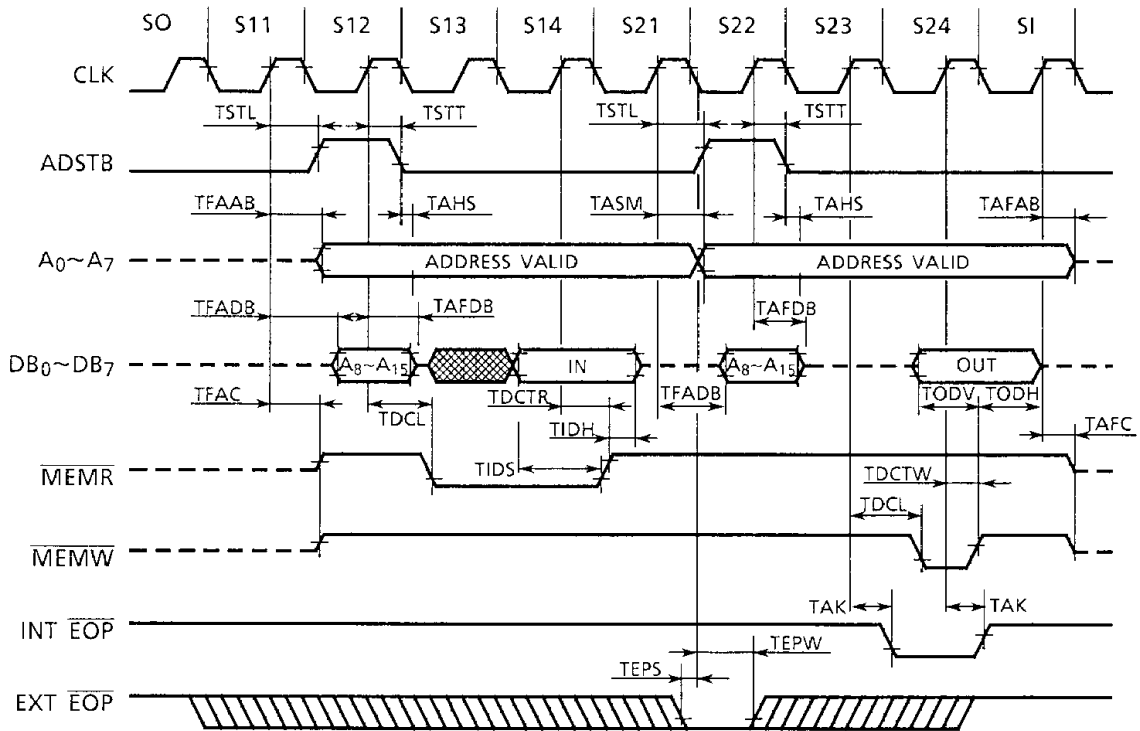 SO S11 S12 S13 S14 S21 S22 S23 S24 SI
CLK
TSTL TSTT TSTL TSTT
ADSTB
TFAAB TAHS TASM TAHS TAFAB
A₀~A₇ ADDRESS VALID ADDRESS VALID
TFADB TAFDB TAFDB
DB₀~DB₇ A₈~A₁₅ IN A₈~A₁₅ OUT
TFAC TDCL TDCTR TFADB TODV TODH
TIDH TAFC
MEMR TIDS TDCTW
TDCL
MEMW
TAK TAK
INT EOP
TEPW
TEPS
EXT EOP